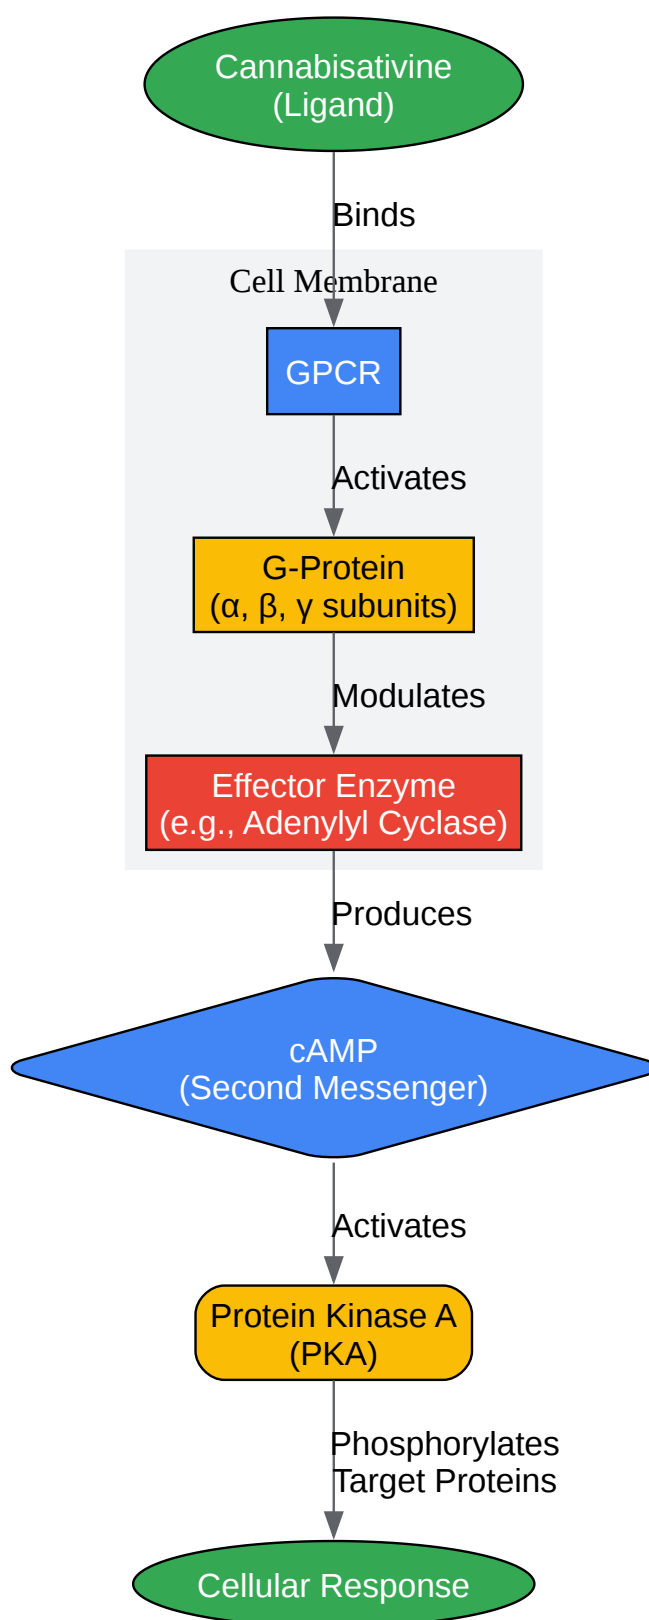 Cannabisativine
(Ligand)
Binds
Cell Membrane
GPCR
Activates
G-Protein
(α, β, γ subunits)
Modulates
Effector Enzyme
(e.g., Adenylyl Cyclase)
Produces
cAMP
(Second Messenger)
Activates
Protein Kinase A
(PKA)
Phosphorylates
Target Proteins
Cellular Response